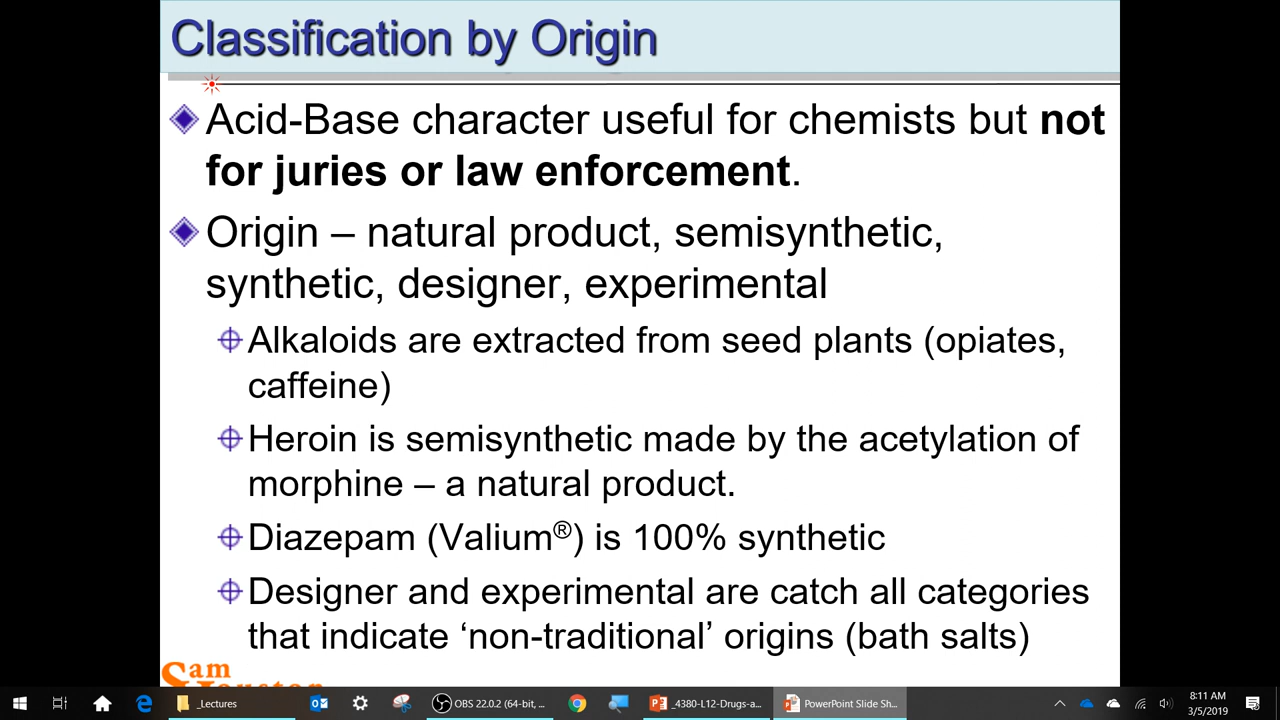 Classification by Origin
Acid-Base character useful for chemists but not
for juries or law enforcement.
Origin – natural product, semisynthetic,
synthetic, designer, experimental
Alkaloids are extracted from seed plants (opiates,
caffeine)
Heroin is semisynthetic made by the acetylation of
morphine – a natural product.
Diazepam (Valium®) is 100% synthetic
Designer and experimental are catch all categories
that indicate ‘non-traditional’ origins (bath salts)
Sam
Houston
_Lectures
OBS 22.0.2 (64-bit, ...
_4380-L12-Drugs-a...
PowerPoint Slide Sh...
8:11 AM
3/5/2019